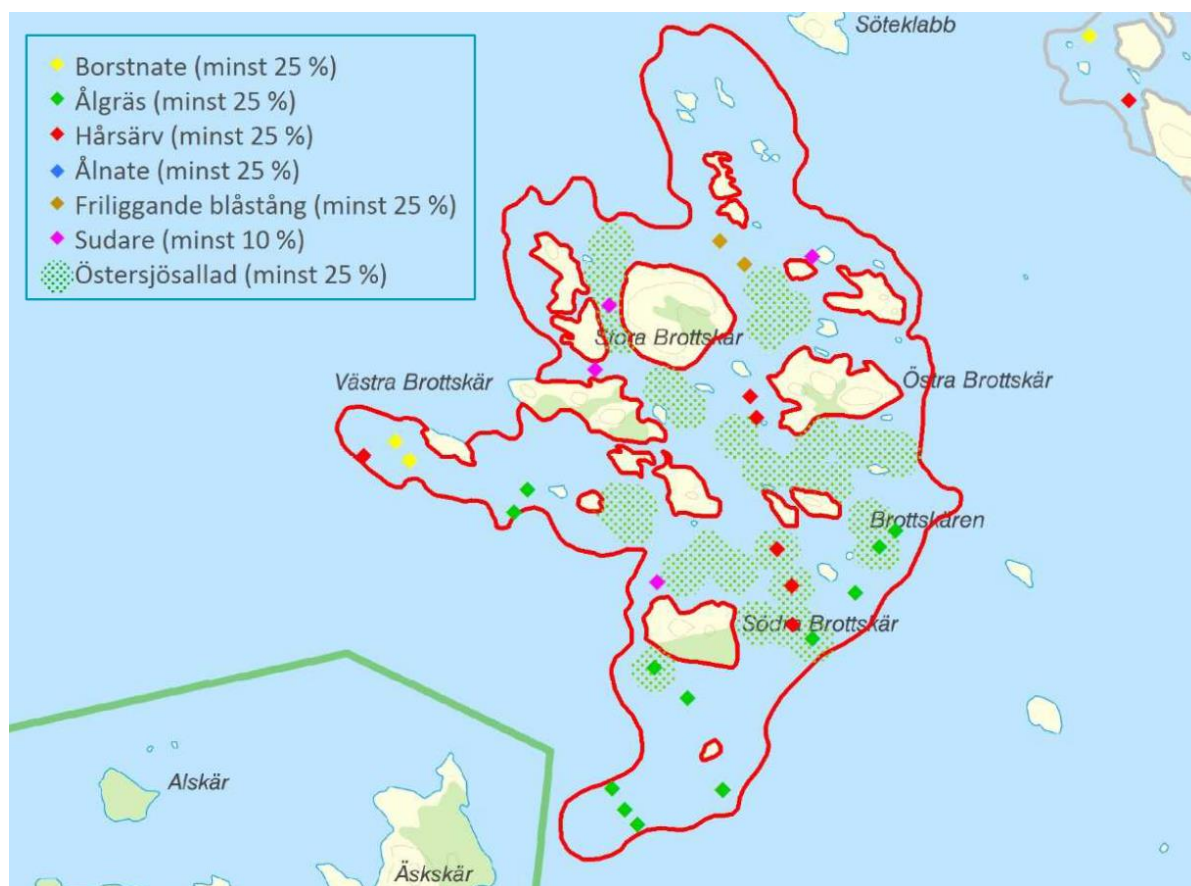 Borstnate (minst 25 %)
Ålgräs (minst 25 %)
Hårsärv (minst 25 %)
Ålnate (minst 25 %)
Friliggande blåstång (minst 25 %)
Sudare (minst 10 %)
Östersjösallad (minst 25 %)
Söteklabb
Stora Brottskär
Västra Brottskär
Östra Brottskär
Brottskären
Södra Brottskär
Alskär
Äskskär